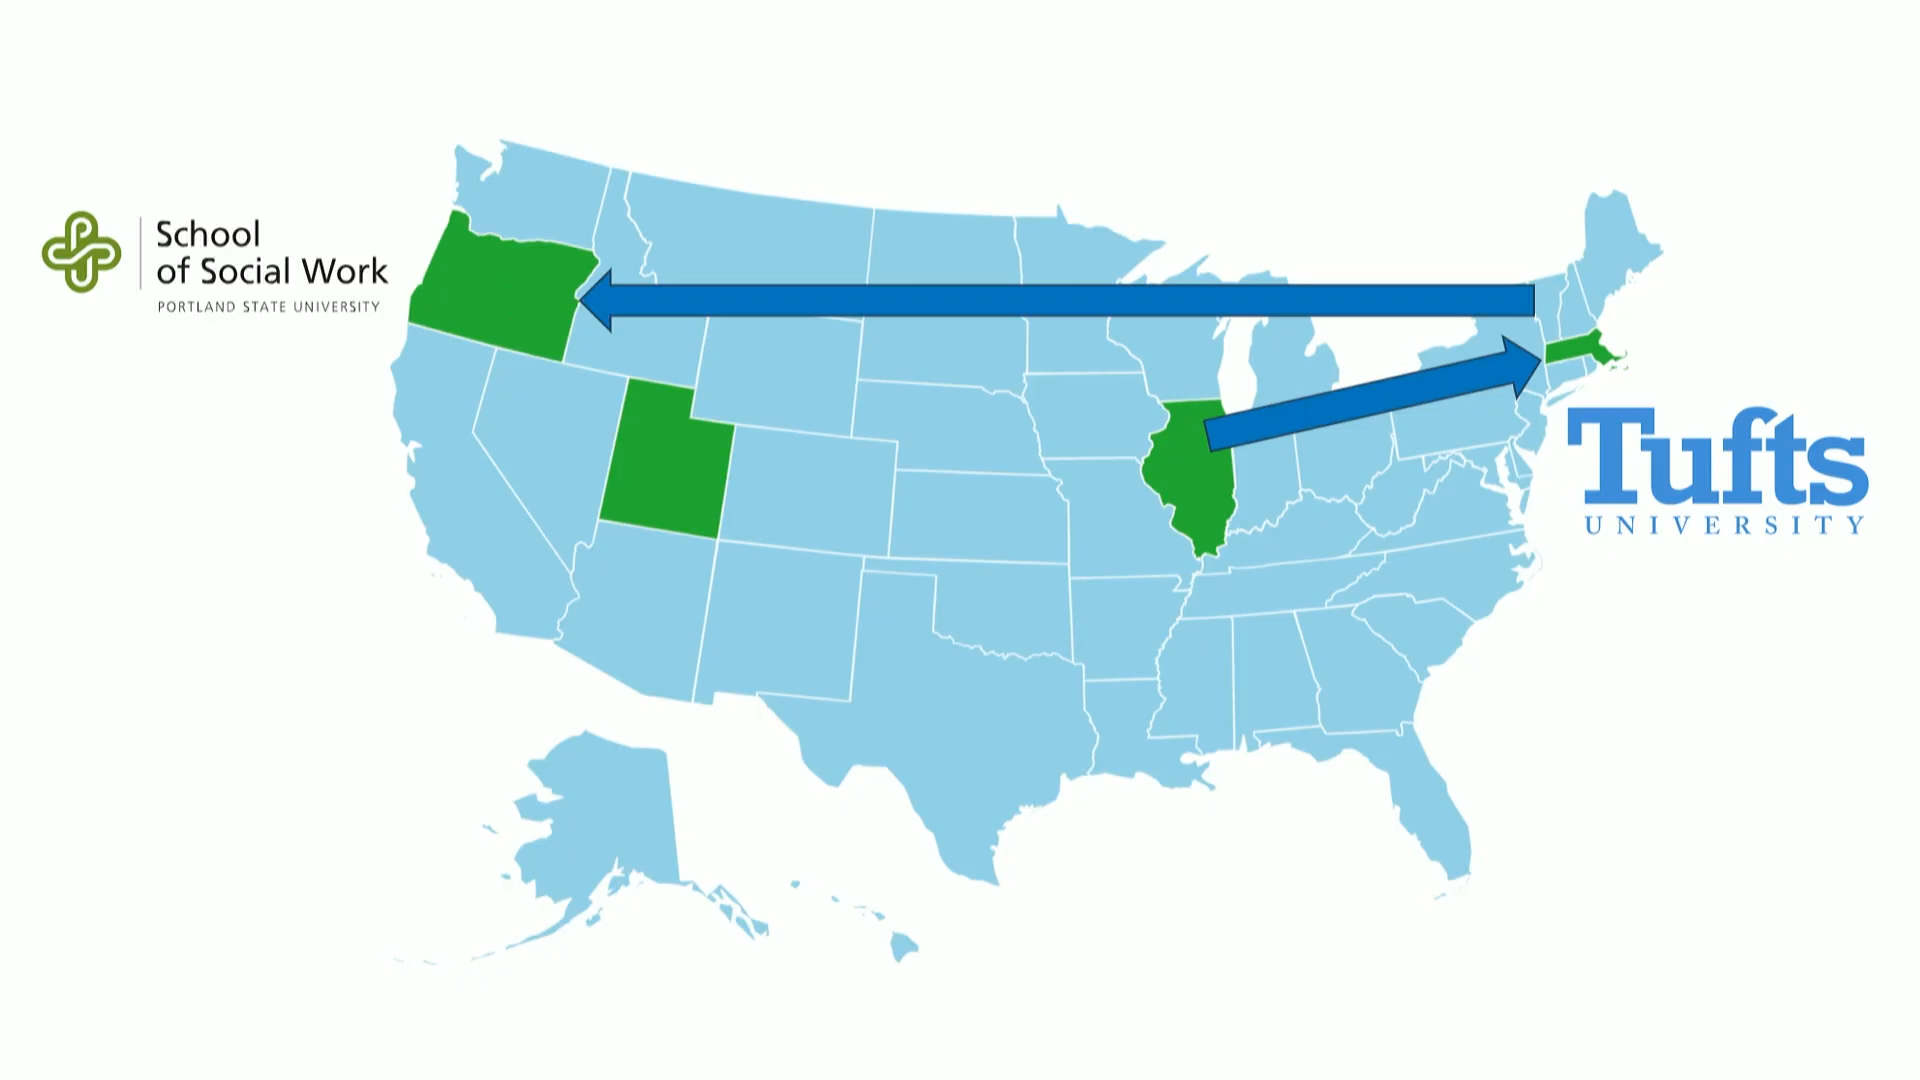 School
of Social Work
PORTLAND STATE UNIVERSITY
Tufts
UNIVERSITY